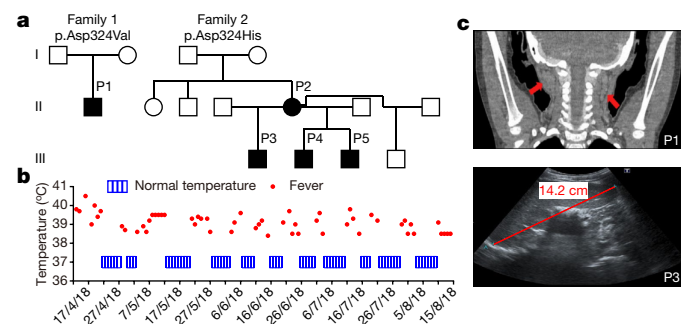 a
Family 1
p.Asp324Val
Family 2
p.Asp324His
I
P1
P2
II
P3
P4
P5
III
b
Normal temperature
Fever
Temperature (ºC)
41
40
39
38
37
36
17/4/18
27/4/18
7/5/18
17/5/18
27/5/18
6/6/18
16/6/18
26/6/18
6/7/18
16/7/18
26/7/18
5/8/18
15/8/18
c
P1
14.2 cm
P3